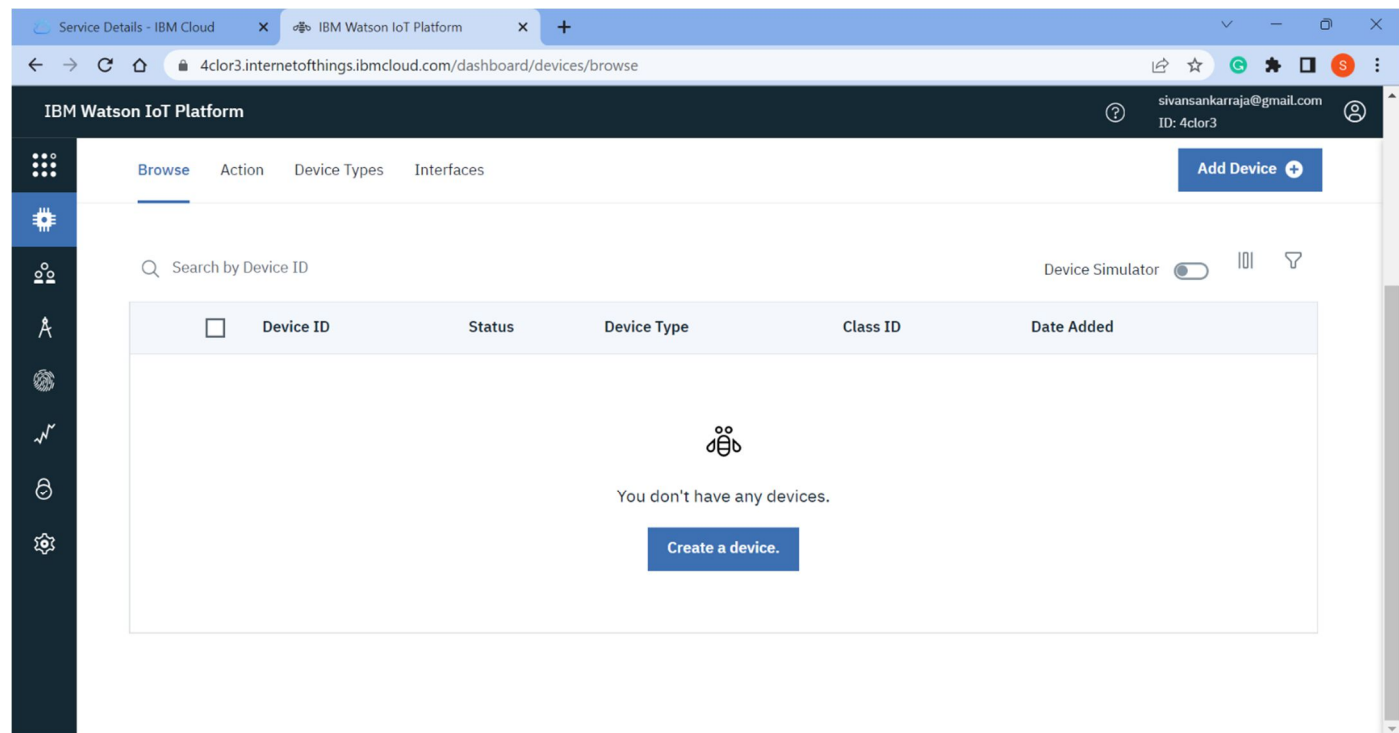 Service Details - IBM Cloud
IBM Watson IoT Platform
4clor3.internetofthings.ibmcloud.com/dashboard/devices/browse
G
S
IBM Watson IoT Platform
sivansankarraja@gmail.com
ID: 4clor3
Browse Action Device Types Interfaces
Add Device
Search by Device ID
Device Simulator
Device ID Status Device Type Class ID Date Added
You don't have any devices.
Create a device.